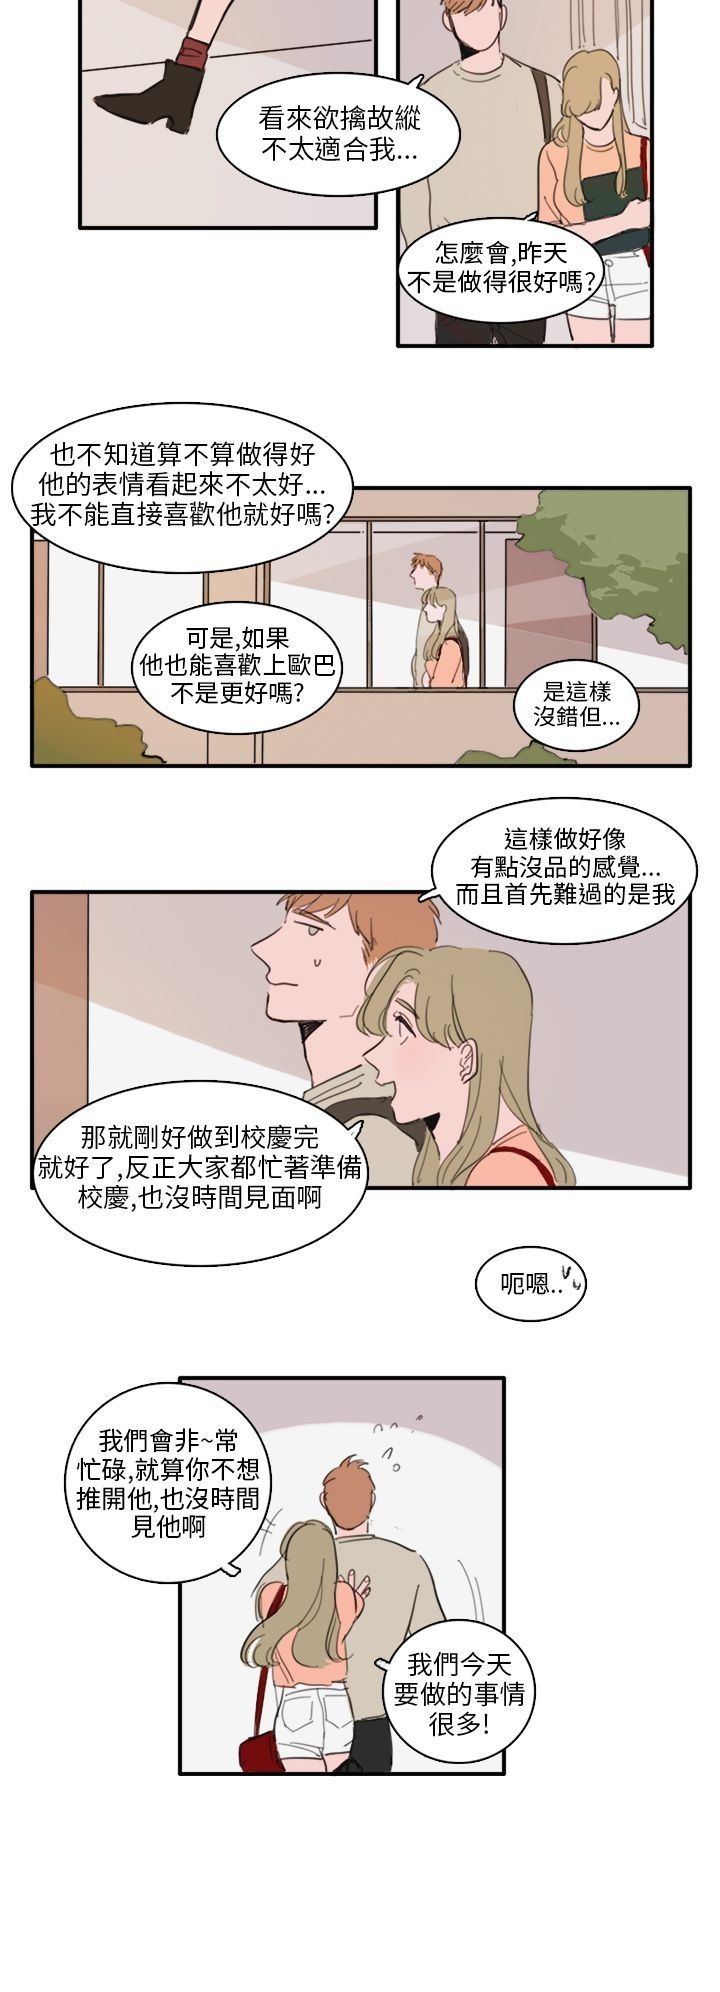 看來欲擒故縱
不太適合我...
怎麼會,昨天
不是做得很好嗎?
也不知道算不算做得好
他的表情看起來不太好...
我不能直接喜歡他就好嗎?
可是,如果
他也能喜歡上歐巴
不是更好嗎?
是這樣
沒錯但...
這樣做好像
有點沒品的感覺...
而且首先難過的是我
那就剛好做到校慶完
就好了,反正大家都忙著準備
校慶,也沒時間見面啊
呃嗯..
我們會非~常
忙碌,就算你不想
推開他,也沒時間
見他啊
我們今天
要做的事情
很多!